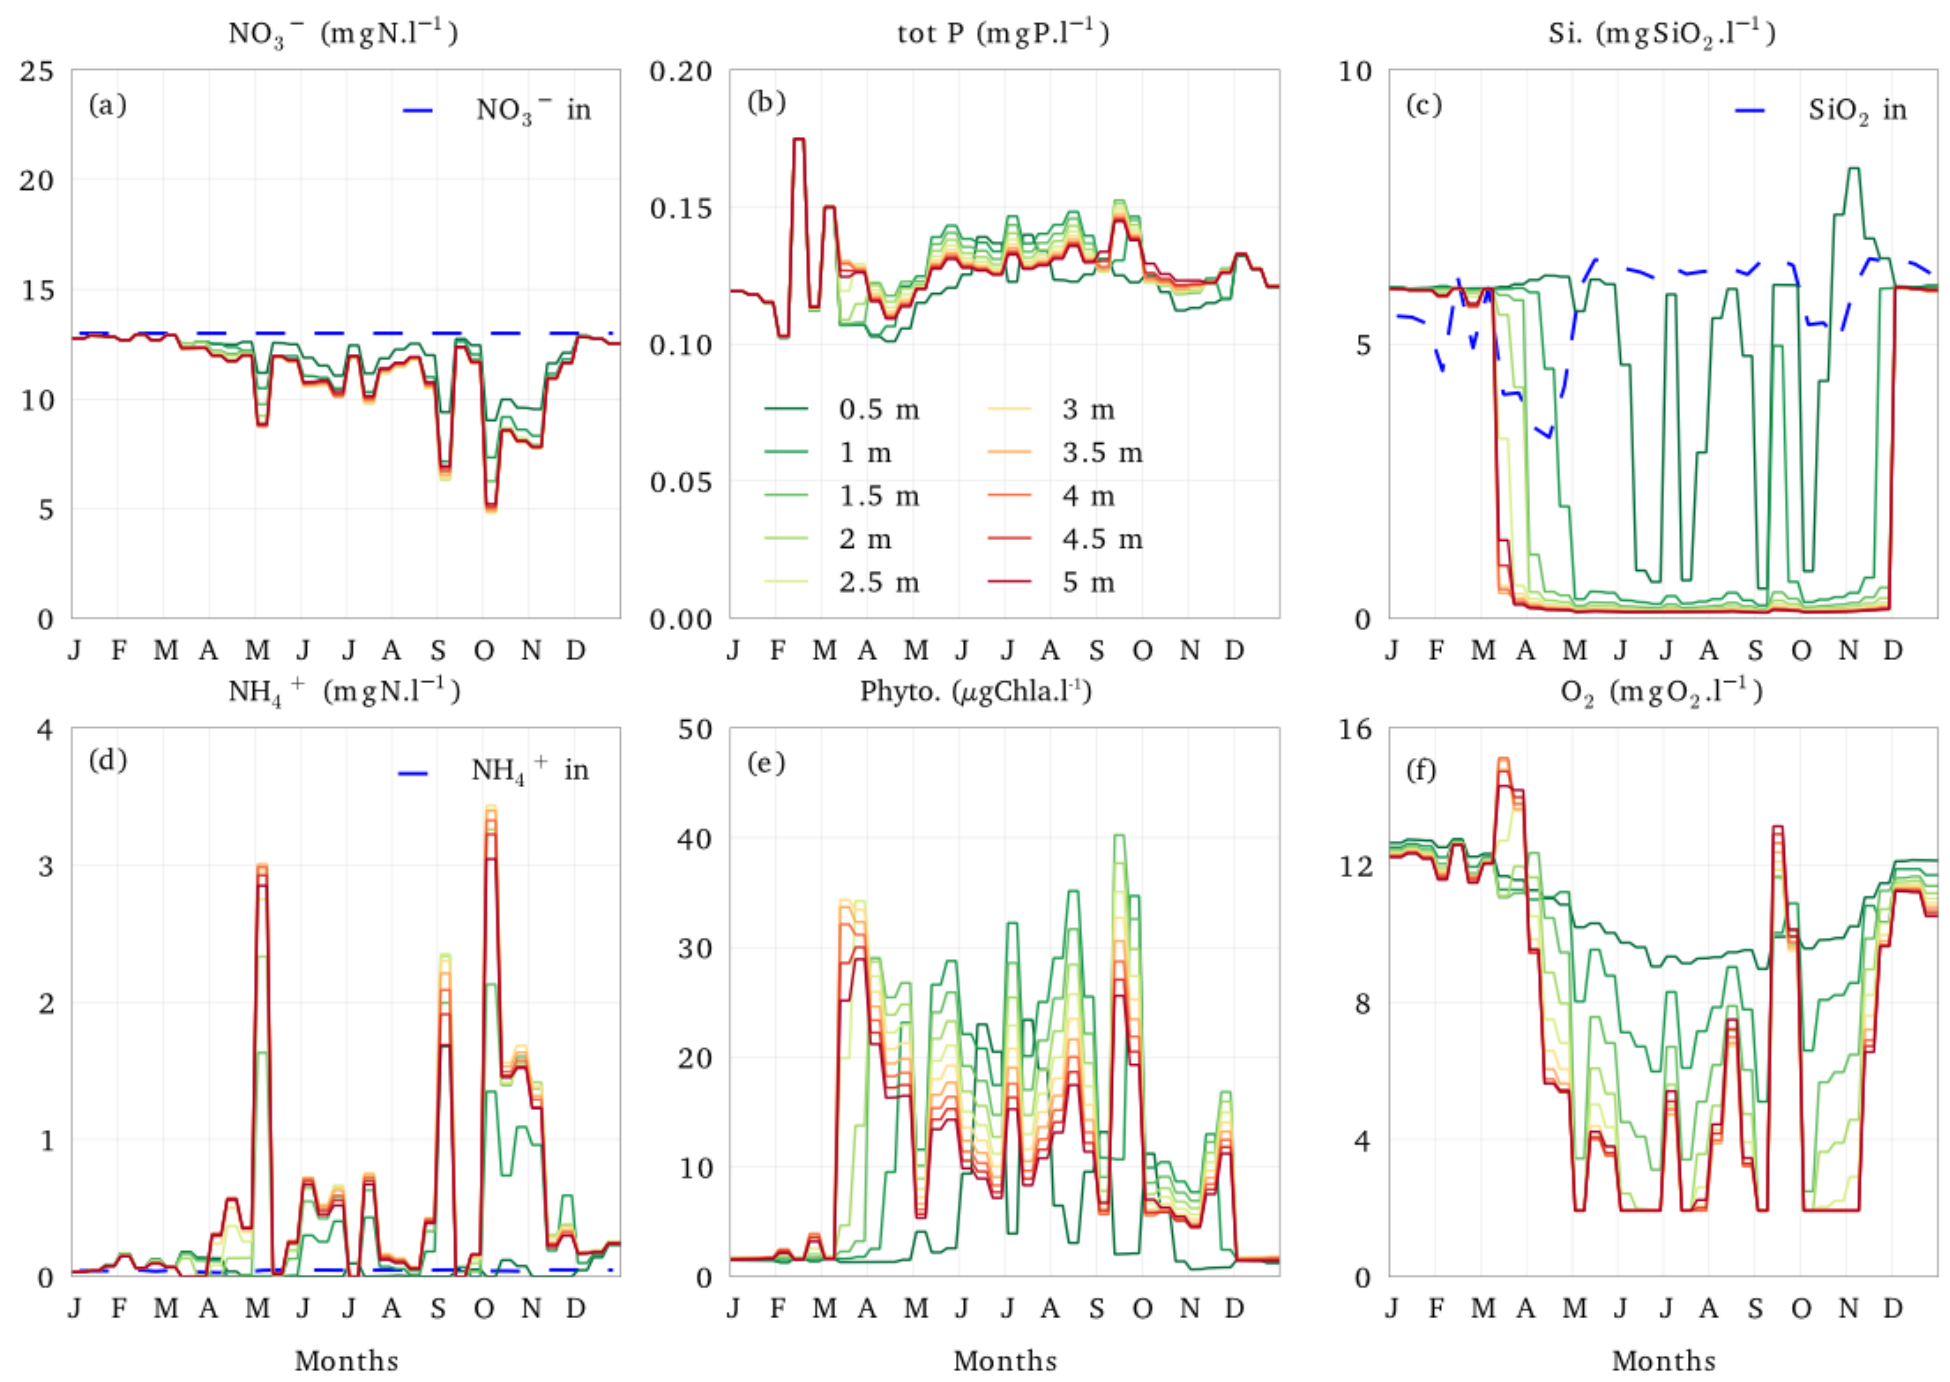 NO₃⁻ (mgN.l⁻¹)
tot P (mgP.l⁻¹)
Si. (mgSiO₂.l⁻¹)
25
20
15
10
5
0
(a)
NO₃⁻ in
0.20
0.15
0.10
0.05
0.00
(b)
0.5 m
1 m
1.5 m
2 m
2.5 m
3 m
3.5 m
4 m
4.5 m
5 m
10
5
0
(c)
SiO₂ in
J F M A M J J A S O N D
J F M A M J J A S O N D
J F M A M J J A S O N D
NH₄⁺ (mgN.l⁻¹)
Phyto. (μgChla.l⁻¹)
O₂ (mgO₂.l⁻¹)
4
3
2
1
0
(d)
NH₄⁺ in
50
40
30
20
10
0
(e)
16
12
8
4
0
(f)
J F M A M J J A S O N D
J F M A M J J A S O N D
J F M A M J J A S O N D
Months
Months
Months